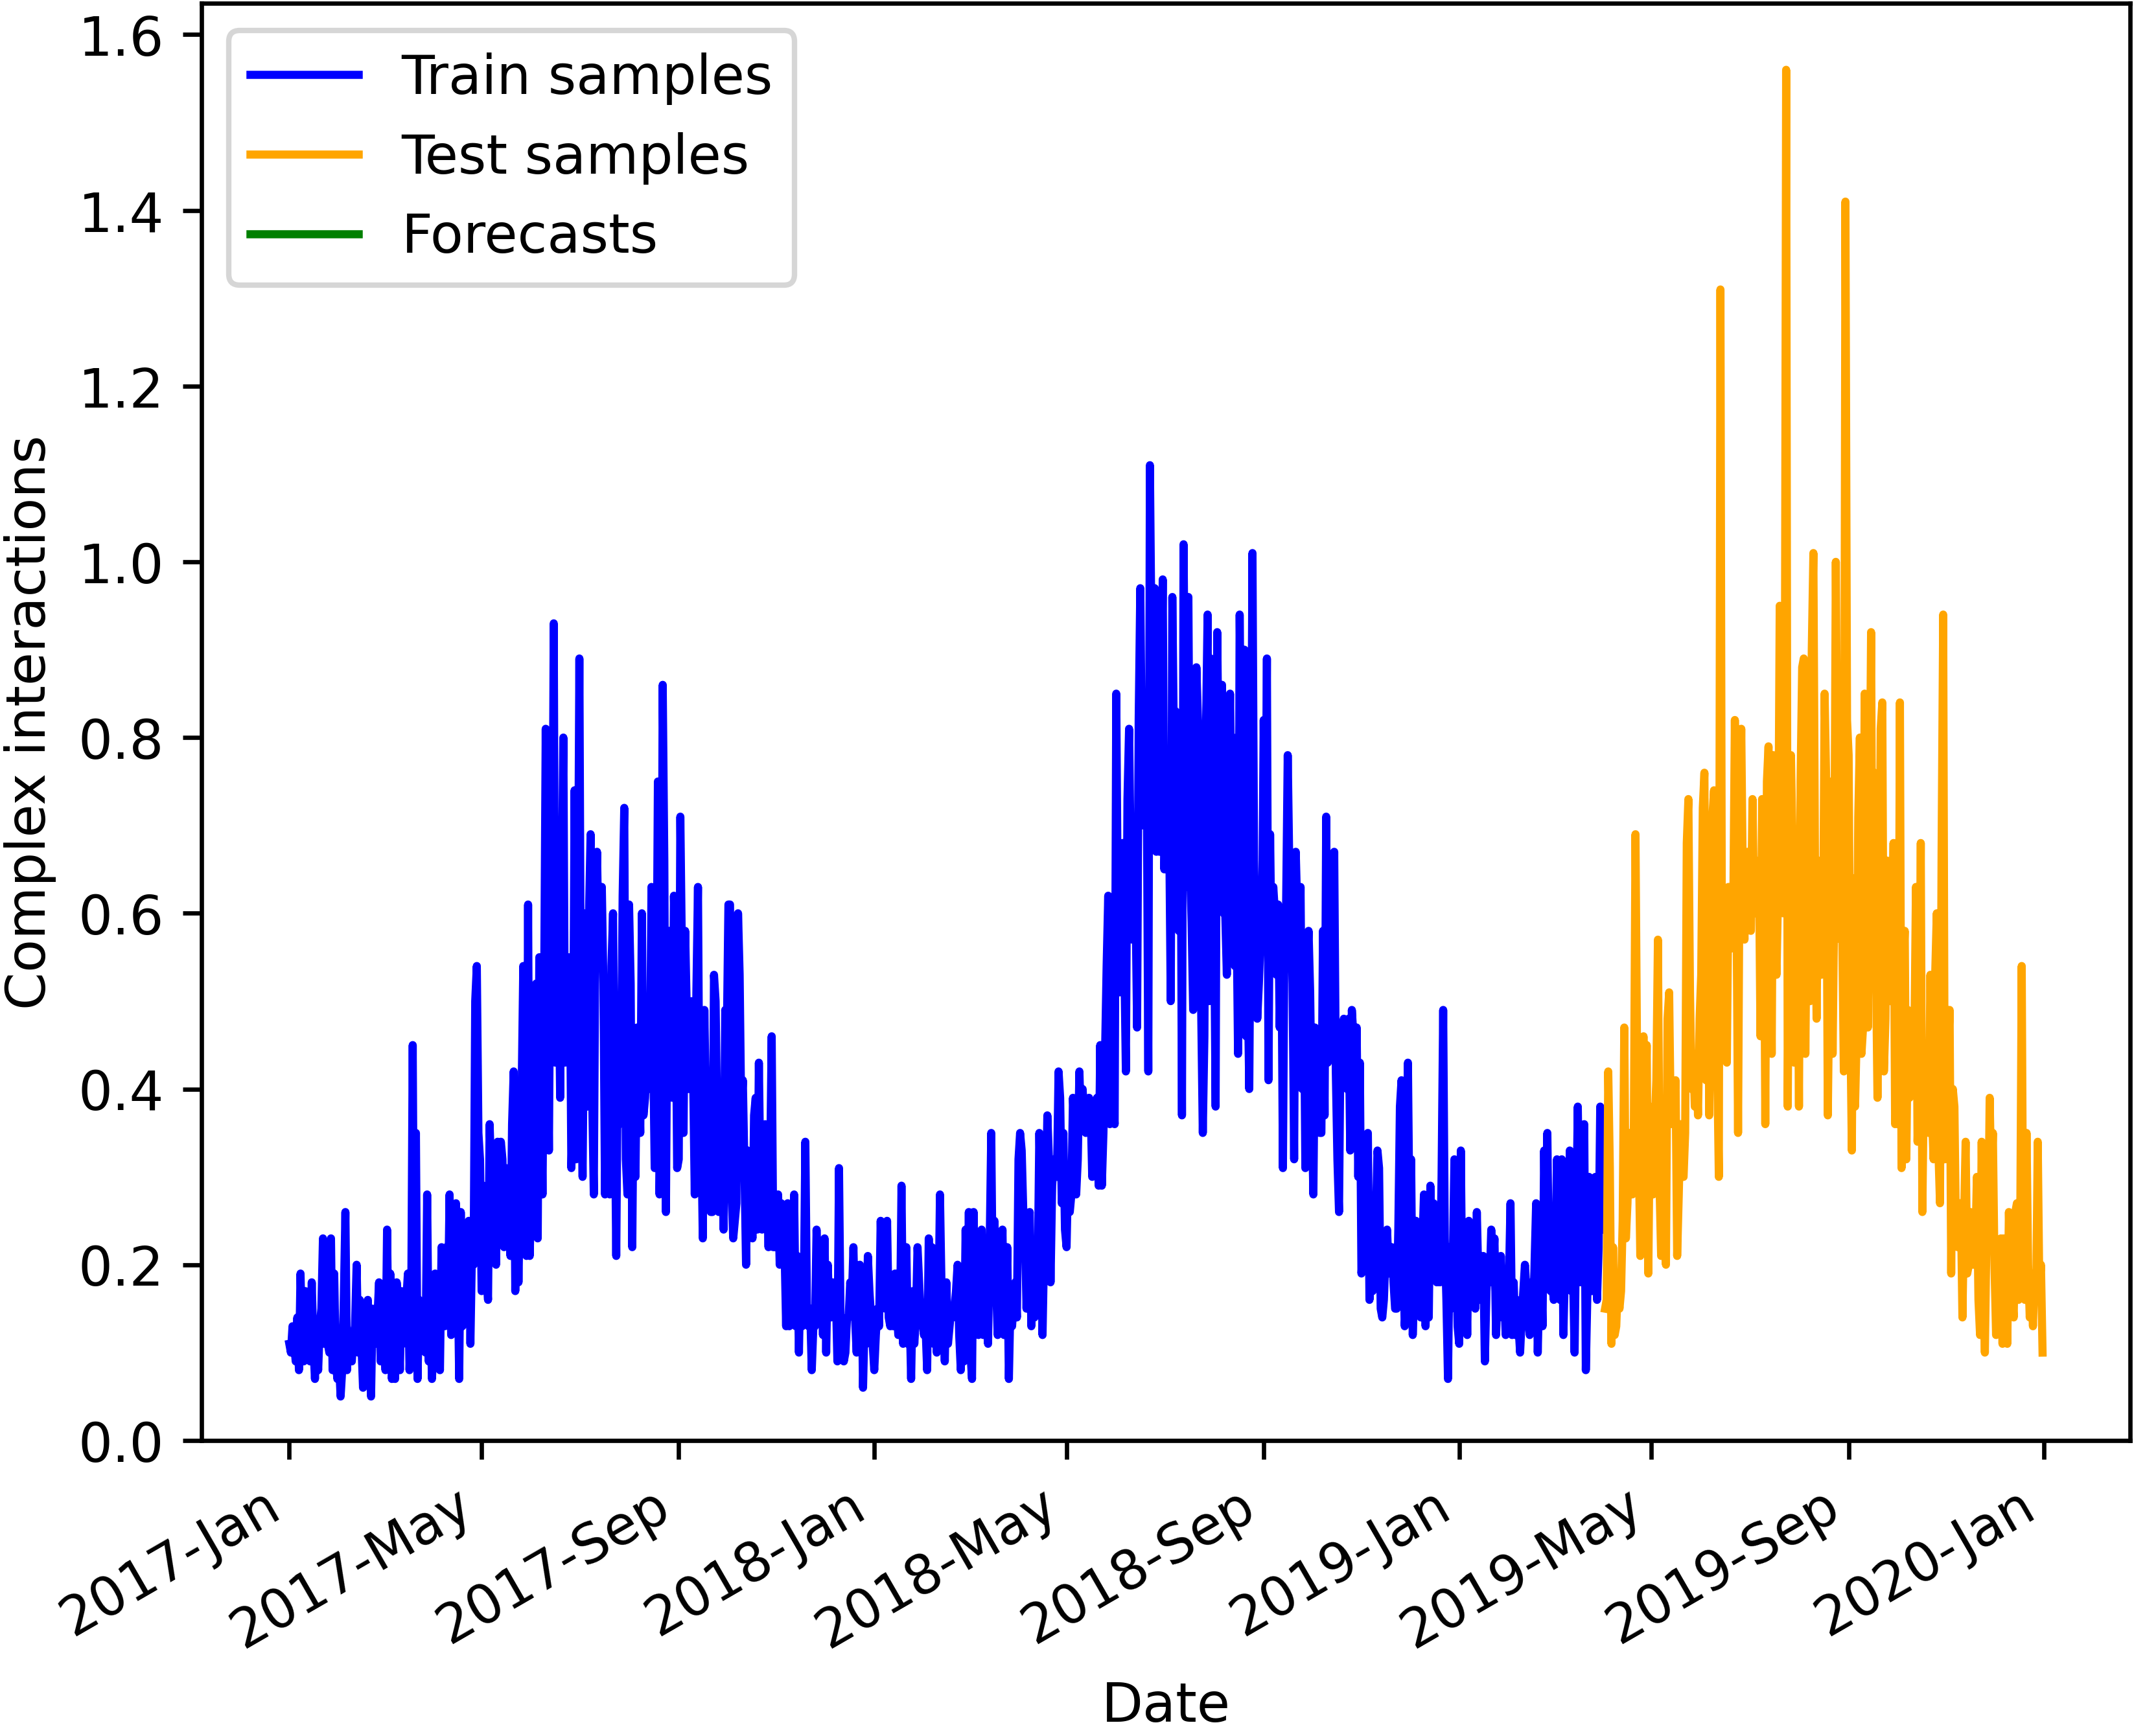 1.6
1.4
1.2
1.0
0.8
0.6
0.4
0.2
0.0
Complex interactions
Train samples
Test samples
Forecasts
2017-Jan
2017-May
2017-Sep
2018-Jan
2018-May
2018-Sep
2019-Jan
2019-May
2019-Sep
2020-Jan
Date